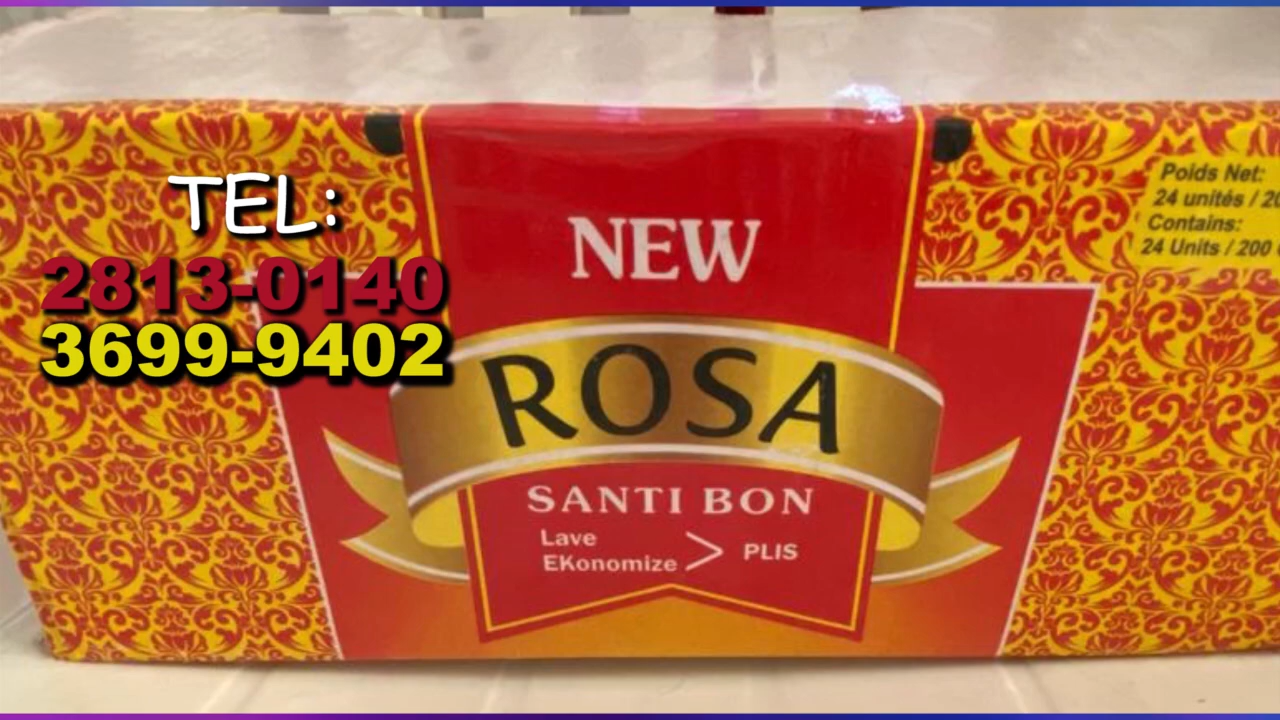 TEL:
2813-0140
3699-9402
NEW
ROSA
SANTI BON
Lave
EKonomize > PLIS
Poids Net:
24 unités /
Contains:
24 Units / 200